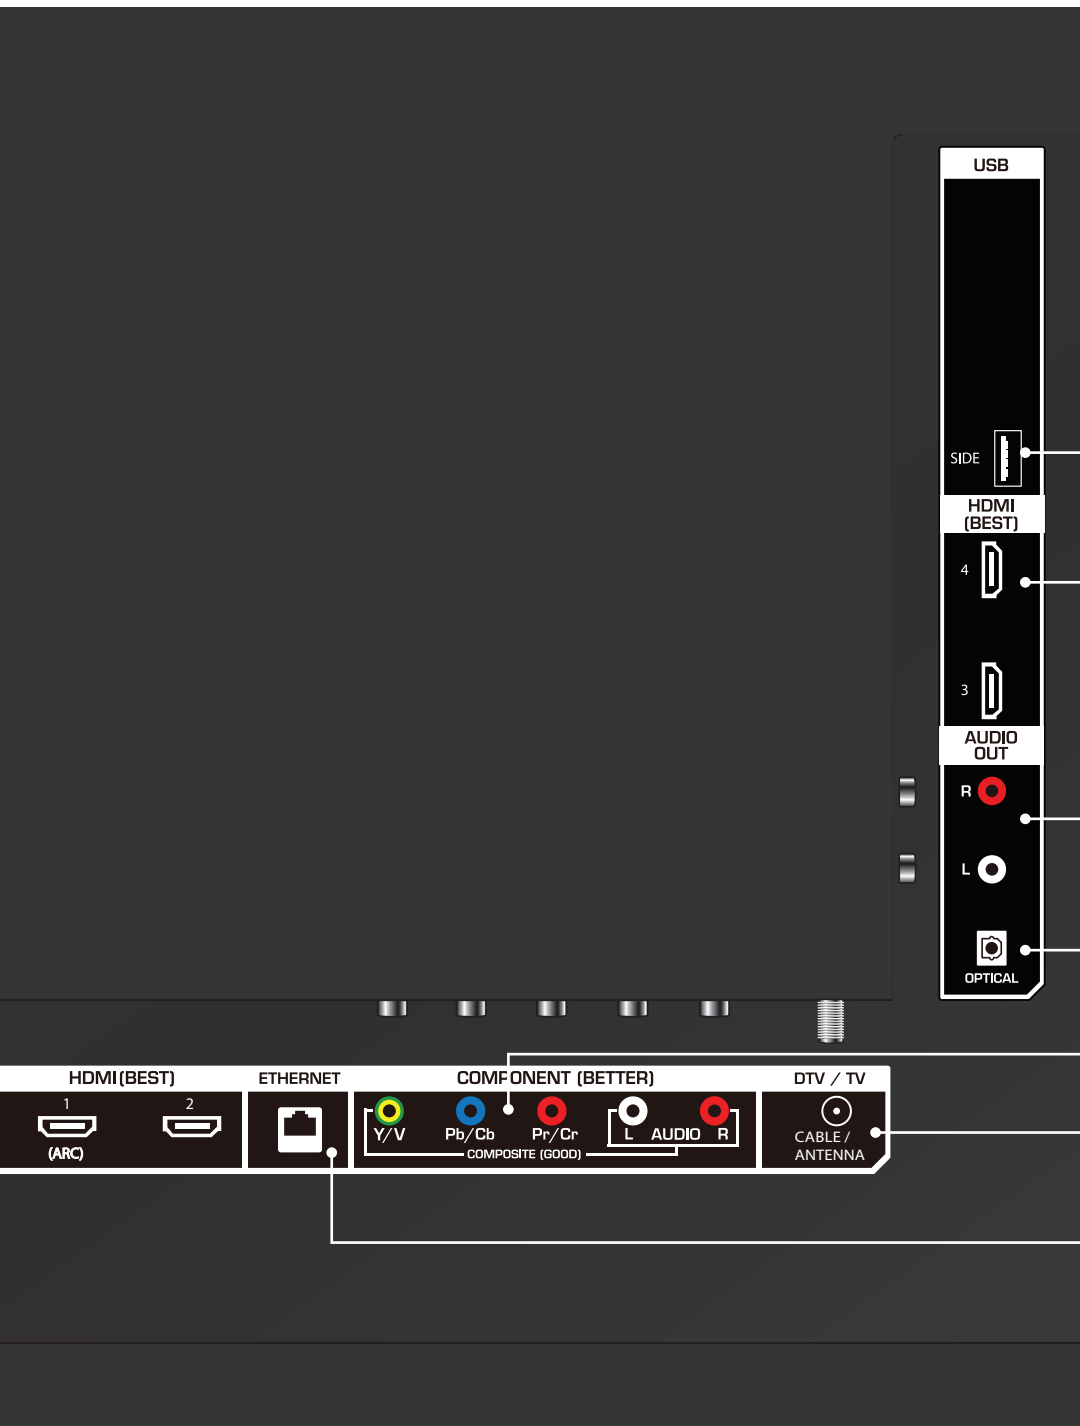 USB
SIDE
HDMI
(BEST)
4
3
AUDIO
OUT
R
L
OPTICAL
HDMI (BEST)
1
2
(ARC)
ETHERNET
COMPONENT (BETTER)
Y/V
Pb/Cb
Pr/Cr
L
AUDIO
R
COMPOSITE (GOOD)
DTV / TV
CABLE /
ANTENNA